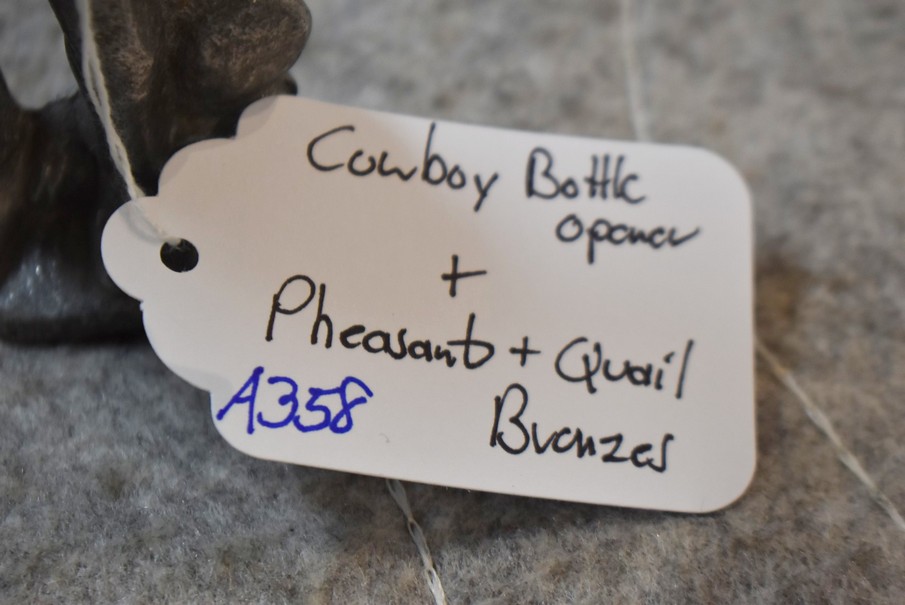 Cowboy Bottle
opener
+
Pheasant + Quail
A358 Bronzes